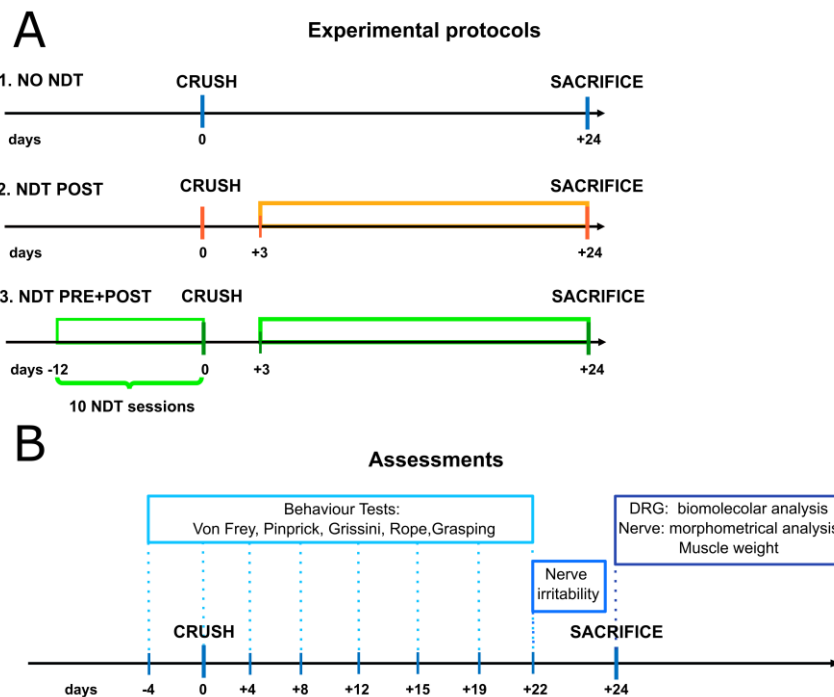 A
Experimental protocols
1. NO NDT
CRUSH
SACRIFICE
days
0
+24
2. NDT POST
CRUSH
SACRIFICE
days
0
+3
+24
3. NDT PRE+POST
CRUSH
SACRIFICE
days -12
0
+3
+24
10 NDT sessions
B
Assessments
Behaviour Tests:
Von Frey, Pinprick, Grissini, Rope,Grasping
DRG: biomolecolar analysis
Nerve: morphometrical analysis
Muscle weight
Nerve
irritability
CRUSH
SACRIFICE
days
-4
0
+4
+8
+12
+15
+19
+22
+24